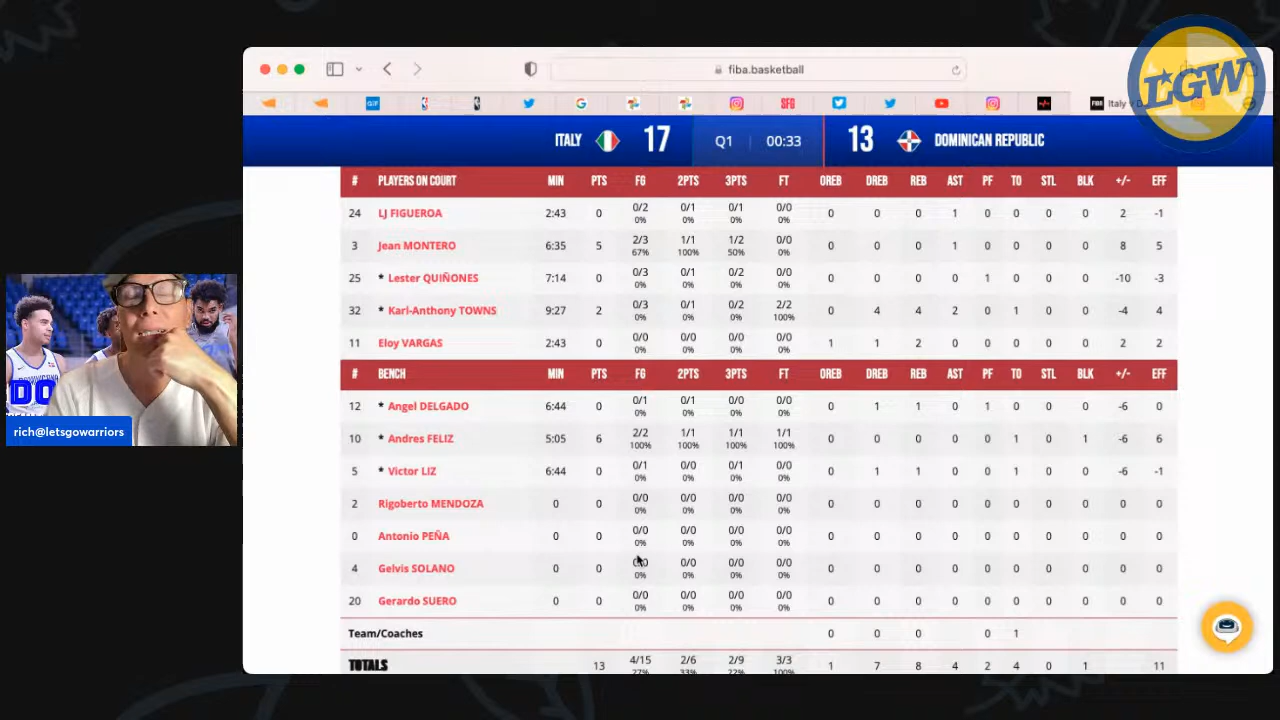 LGW
fiba.basketball
GIF
SFG
FIBA Italy v D
ITALY 17 Q1 00:33 13 DOMINICAN REPUBLIC
# PLAYERS ON COURT MIN PTS FG 2PTS 3PTS FT OREB DREB REB AST PF TO STL BLK +/- EFF
24 LJ FIGUEROA 2:43 0 0/2 0/1 0/1 0/0 0 0 0 1 0 0 0 0 2 -1
0% 0% 0% 0%
3 Jean MONTERO 6:35 5 2/3 1/1 1/2 0/0 0 0 0 1 0 0 0 0 8 5
67% 100% 50% 0%
25 * Lester QUIÑONES 7:14 0 0/3 0/1 0/2 0/0 0 0 0 0 1 0 0 0 -10 -3
0% 0% 0% 0%
32 * Karl-Anthony TOWNS 9:27 2 0/3 0/1 0/2 2/2 0 4 4 2 0 1 0 0 -4 4
0% 0% 0% 100%
11 Eloy VARGAS 2:43 0 0/0 0/0 0/0 0/0 1 1 2 0 0 0 0 0 2 2
0% 0% 0% 0%
# BENCH MIN PTS FG 2PTS 3PTS FT OREB DREB REB AST PF TO STL BLK +/- EFF
12 * Angel DELGADO 6:44 0 0/1 0/1 0/0 0/0 0 1 1 0 1 0 0 0 -6 0
0% 0% 0% 0%
10 * Andres FELIZ 5:05 6 2/2 1/1 1/1 1/1 0 0 0 0 0 1 0 1 -6 6
100% 100% 100% 100%
5 * Victor LIZ 6:44 0 0/1 0/0 0/1 0/0 0 1 1 0 0 1 0 0 -6 -1
0% 0% 0% 0%
2 Rigoberto MENDOZA 0 0 0/0 0/0 0/0 0/0 0 0 0 0 0 0 0 0 0 0
0% 0% 0% 0%
0 Antonio PEÑA 0 0 0/0 0/0 0/0 0/0 0 0 0 0 0 0 0 0 0 0
0% 0% 0% 0%
4 Gelvis SOLANO 0 0 0/0 0/0 0/0 0/0 0 0 0 0 0 0 0 0 0 0
0% 0% 0% 0%
20 Gerardo SUERO 0 0 0/0 0/0 0/0 0/0 0 0 0 0 0 0 0 0 0 0
0% 0% 0% 0%
Team/Coaches 0 0 0 0 1
TOTALS 13 4/15 2/6 2/9 3/3 1 7 8 4 2 4 0 1 11
27% 33% 22% 100%
DO
rich@letsgowarriors